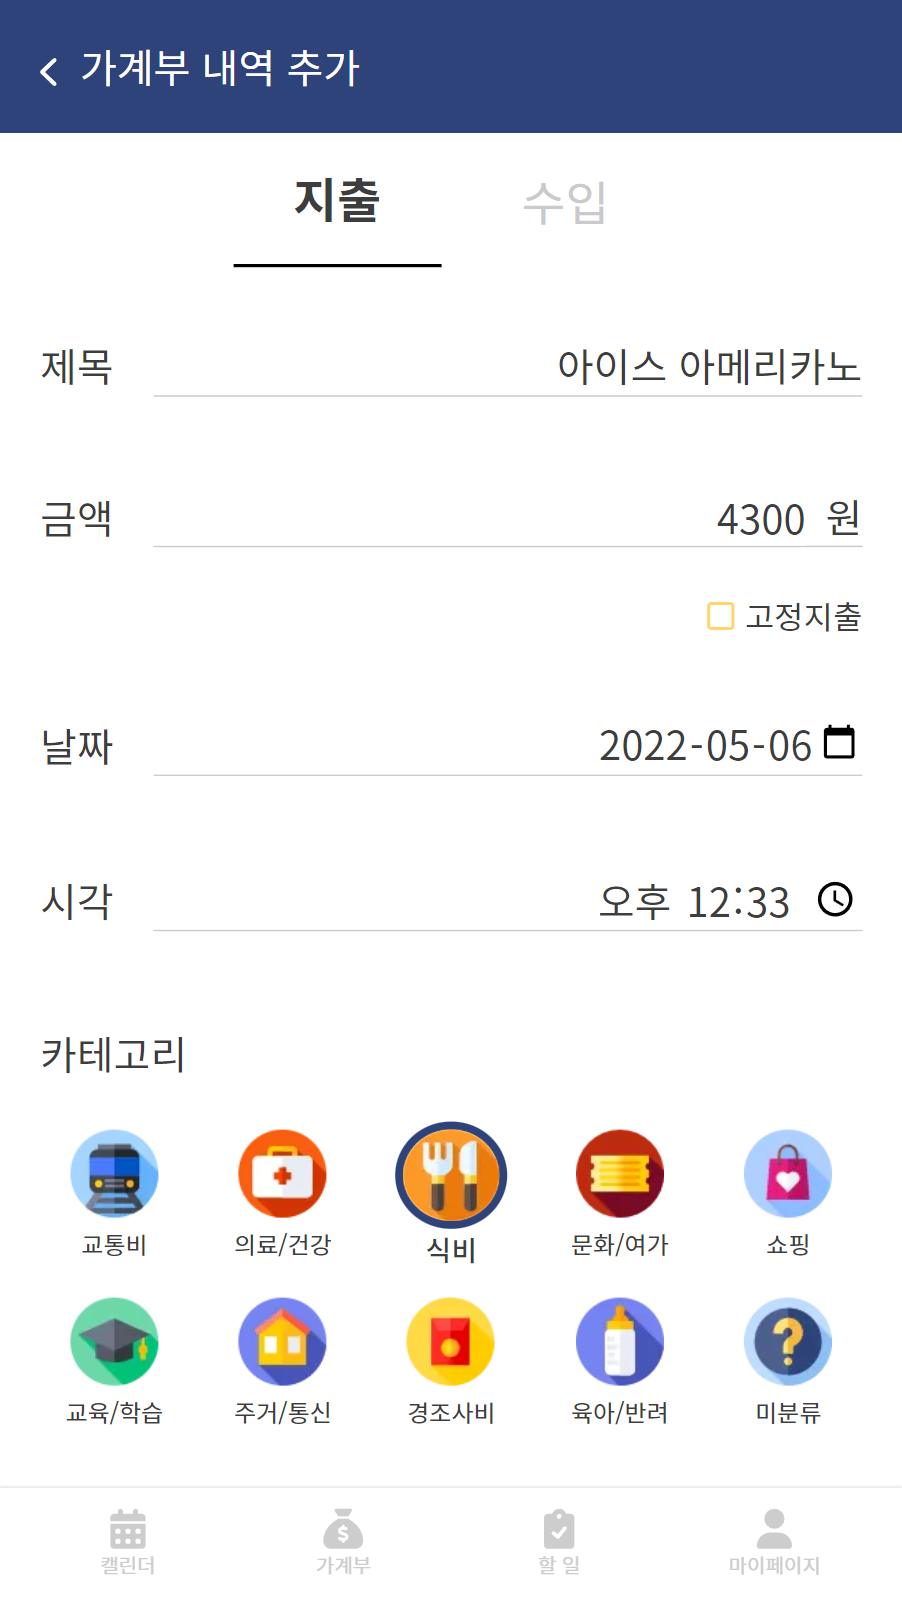 가계부 내역 추가
지출 수입
제목 아이스 아메리카노
금액 4300 원
고정지출
날짜 2022-05-06
시각 오후 12:33
카테고리
교통비 의료/건강 식비 문화/여가 쇼핑
교육/학습 주거/통신 경조사비 육아/반려 미분류
캘린더 가계부 할 일 마이페이지